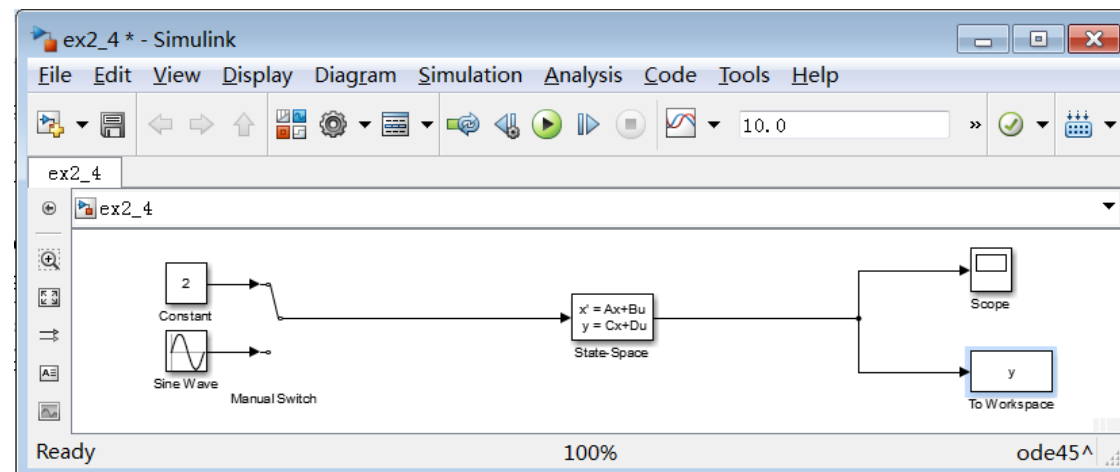 ex2_4 * - Simulink
File Edit View Display Diagram Simulation Analysis Code Tools Help
10.0 »
ex2_4
ex2_4
2
Constant
Sine Wave
Manual Switch
x' = Ax+Bu
y = Cx+Du
State-Space
Scope
y
To Workspace
Ready 100% ode45^